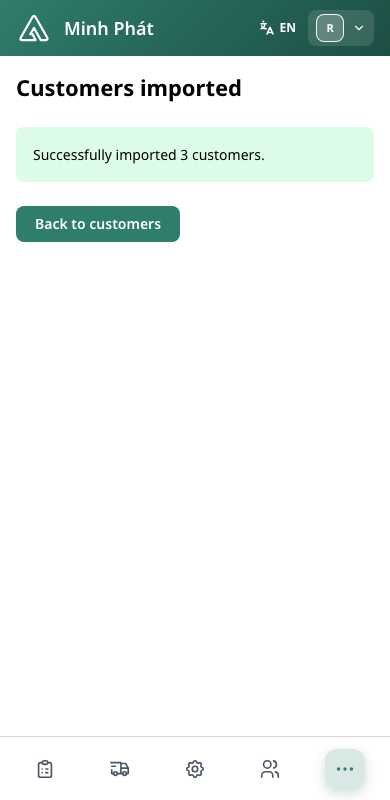 Minh Phát
EN
R
Customers imported
Successfully imported 3 customers.
Back to customers